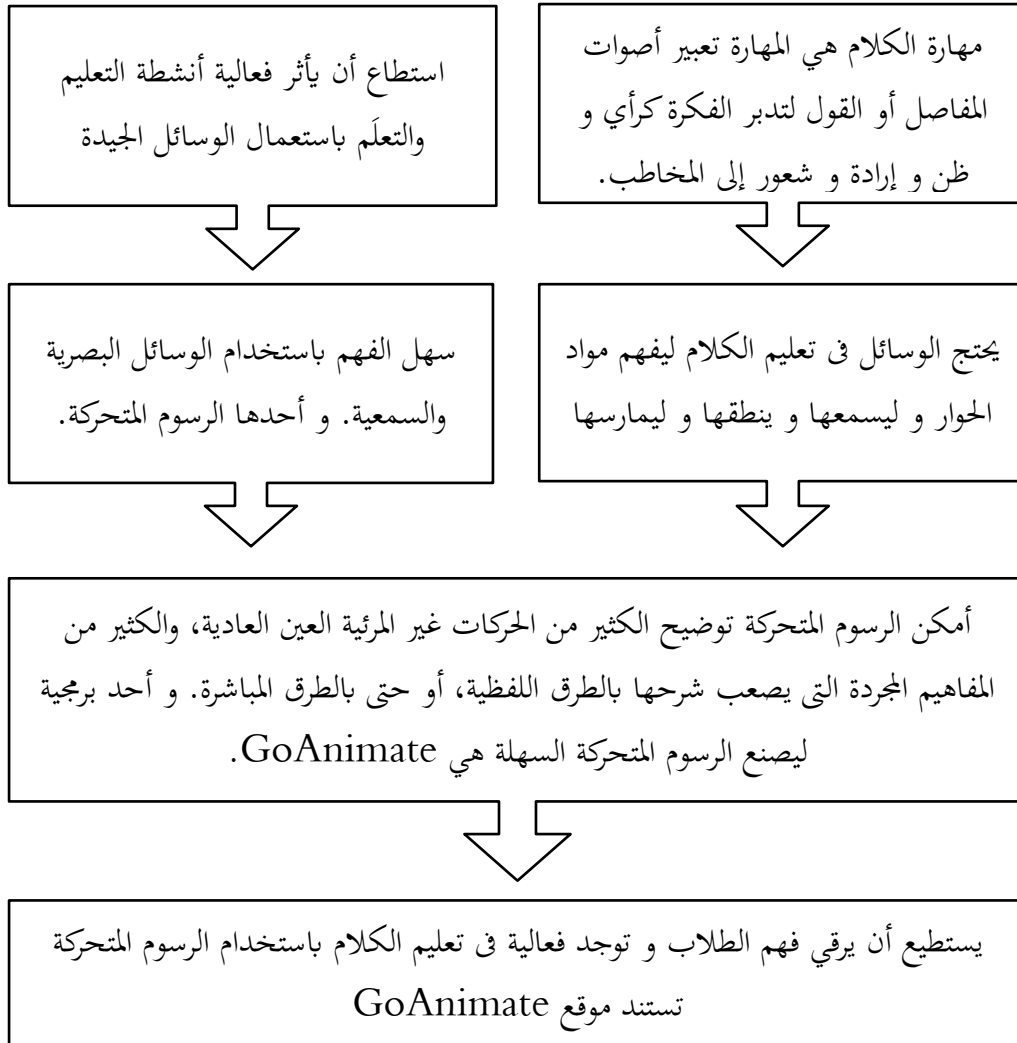 مهارة الكلام هي المهارة تعبير أصوات
المفاصل أو القول لتدبر الفكرة كرأي و
ظن و إرادة و شعور إلى المخاطب.
استطاع أن يأثر فعالية أنشطة التعليم
والتعلَم باستعمال الوسائل الجيدة
يحتج الوسائل فى تعليم الكلام ليفهم مواد
الحوار و ليسمعها و ينطقها و ليمارسها
سهل الفهم باستخدام الوسائل البصرية
والسمعية. و أحدها الرسوم المتحركة.
أمكن الرسوم المتحركة توضيح الكثير من الحركات غير المرئية العين العادية، والكثير من
المفاهيم المجردة التى يصعب شرحها بالطرق اللفظية، أو حتى بالطرق المباشرة. و أحد برمجية
ليصنع الرسوم المتحركة السهلة هي GoAnimate.
يستطيع أن يرقي فهم الطلاب و توجد فعالية فى تعليم الكلام باستخدام الرسوم المتحركة
تستند موقع GoAnimate